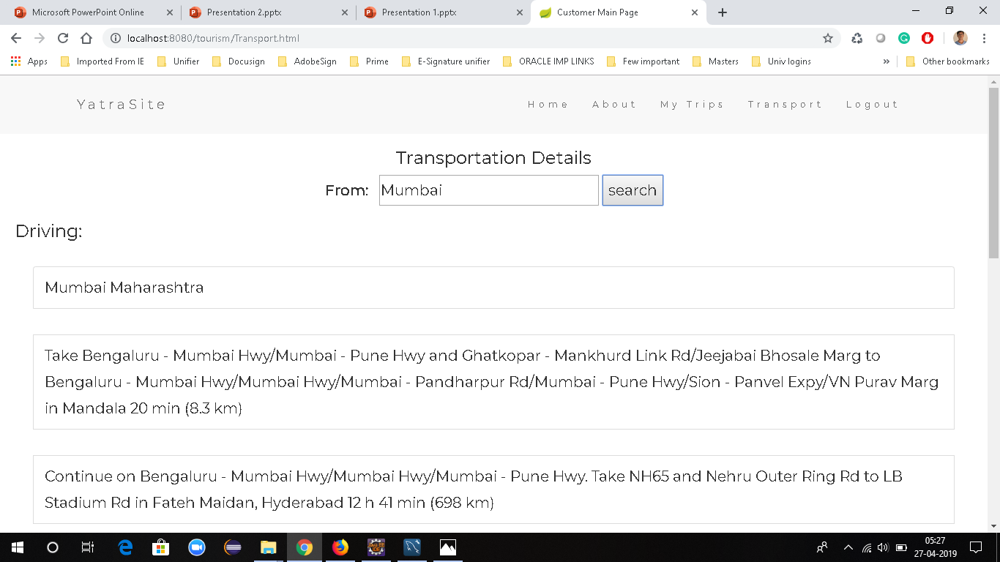 Microsoft PowerPoint Online
Presentation 2.pptx
Presentation 1.pptx
Customer Main Page
localhost:8080/tourism/Transport.html
Apps
Imported From IE
Unifier
Docusign
AdobeSign
Prime
E-Signature unifier
ORACLE IMP LINKS
Few important
Masters
Univ logins
»
Other bookmarks
YatraSite
Home
About
My Trips
Transport
Logout
Transportation Details
From: Mumbai search
Driving:
Mumbai Maharashtra
Take Bengaluru - Mumbai Hwy/Mumbai - Pune Hwy and Ghatkopar - Mankhurd Link Rd/Jeejabai Bhosale Marg to
Bengaluru - Mumbai Hwy/Mumbai Hwy/Mumbai - Pandharpur Rd/Mumbai - Pune Hwy/Sion - Panvel Expy/VN Purav Marg
in Mandala 20 min (8.3 km)
Continue on Bengaluru - Mumbai Hwy/Mumbai Hwy/Mumbai - Pune Hwy. Take NH65 and Nehru Outer Ring Rd to LB
Stadium Rd in Fateh Maidan, Hyderabad 12 h 41 min (698 km)
05:27
27-04-2019